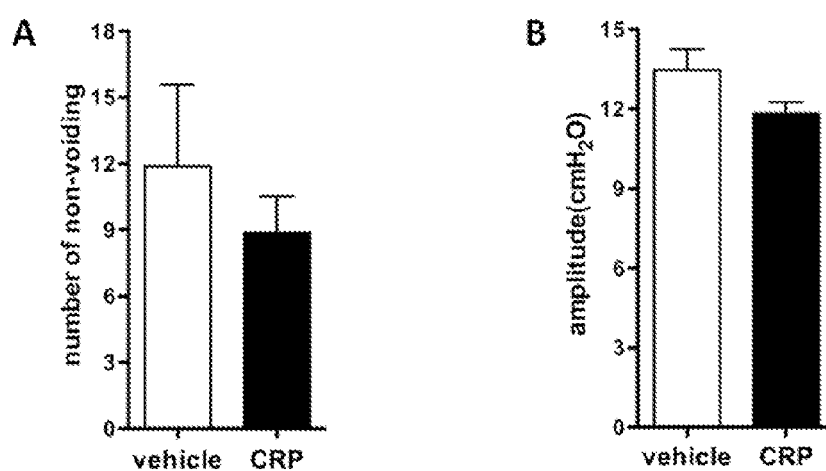 A
number of non-voiding
18
15
12
9
6
3
0
vehicle CRP
B
amplitude(cmH₂O)
15
12
9
6
3
0
vehicle CRP